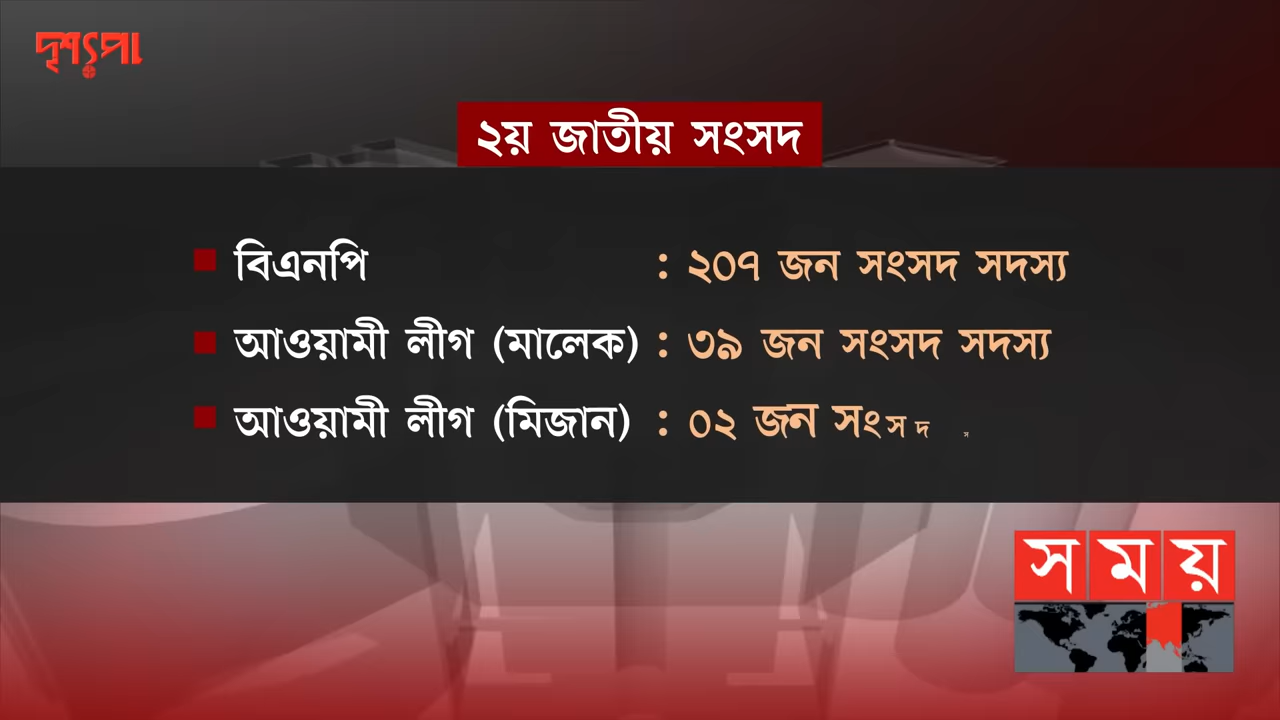 দৃশ্যপট
২য় জাতীয় সংসদ
বিএনপি : ২০৭ জন সংসদ সদস্য
আওয়ামী লীগ (মালেক) : ৩৯ জন সংসদ সদস্য
আওয়ামী লীগ (মিজান) : ০২ জন সংসদ স
সময়